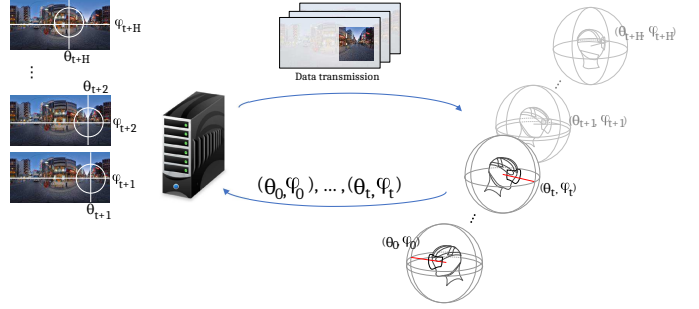 φt+H
θt+H
⋮
θt+2
φt+2
φt+1
θt+1
Data transmission
(θ0,φ0), ... ,(θt,φt)
(θt+H, φt+H)
(θt+1, φt+1)
(θt, φt)
(θ0,φ0)